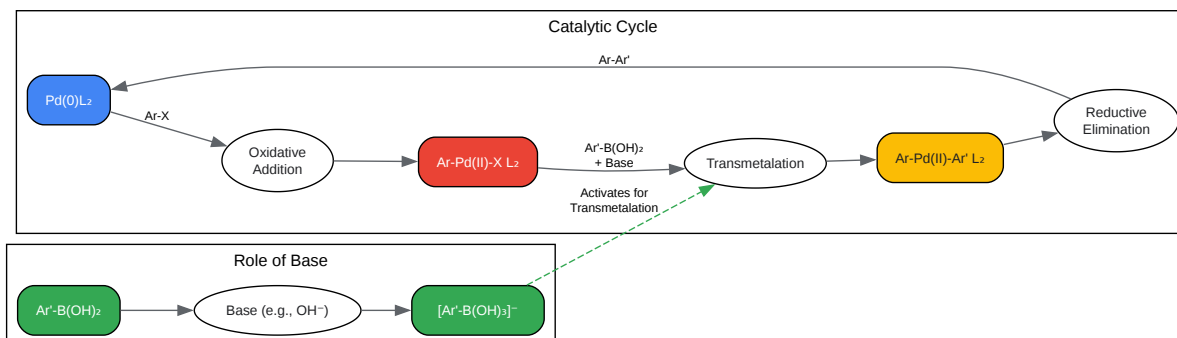 Catalytic Cycle
Ar-Ar'
Pd(0)L₂
Ar-X
Oxidative
Addition
Ar-Pd(II)-X L₂
Ar'-B(OH)₂
+ Base
Transmetalation
Ar-Pd(II)-Ar' L₂
Reductive
Elimination
Activates for
Transmetalation
Role of Base
Ar'-B(OH)₂
Base (e.g., OH⁻)
[Ar'-B(OH)₃]⁻